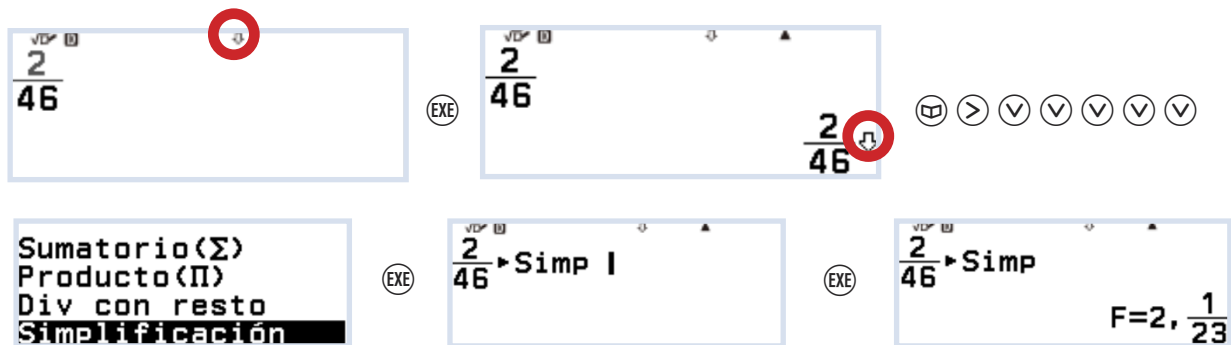 √D/ D ⇩
2
46
EXE
√D/ D ⇩ ▲
2
46
2
46 ⇩
Sumatorio(Σ)
Producto(Π)
Div con resto
Simplificación
EXE
√D/ D ⇩ ▲
2
46 ▸Simp
EXE
√D/ D ⇩ ▲
2
46 ▸Simp
F=2, 1
23